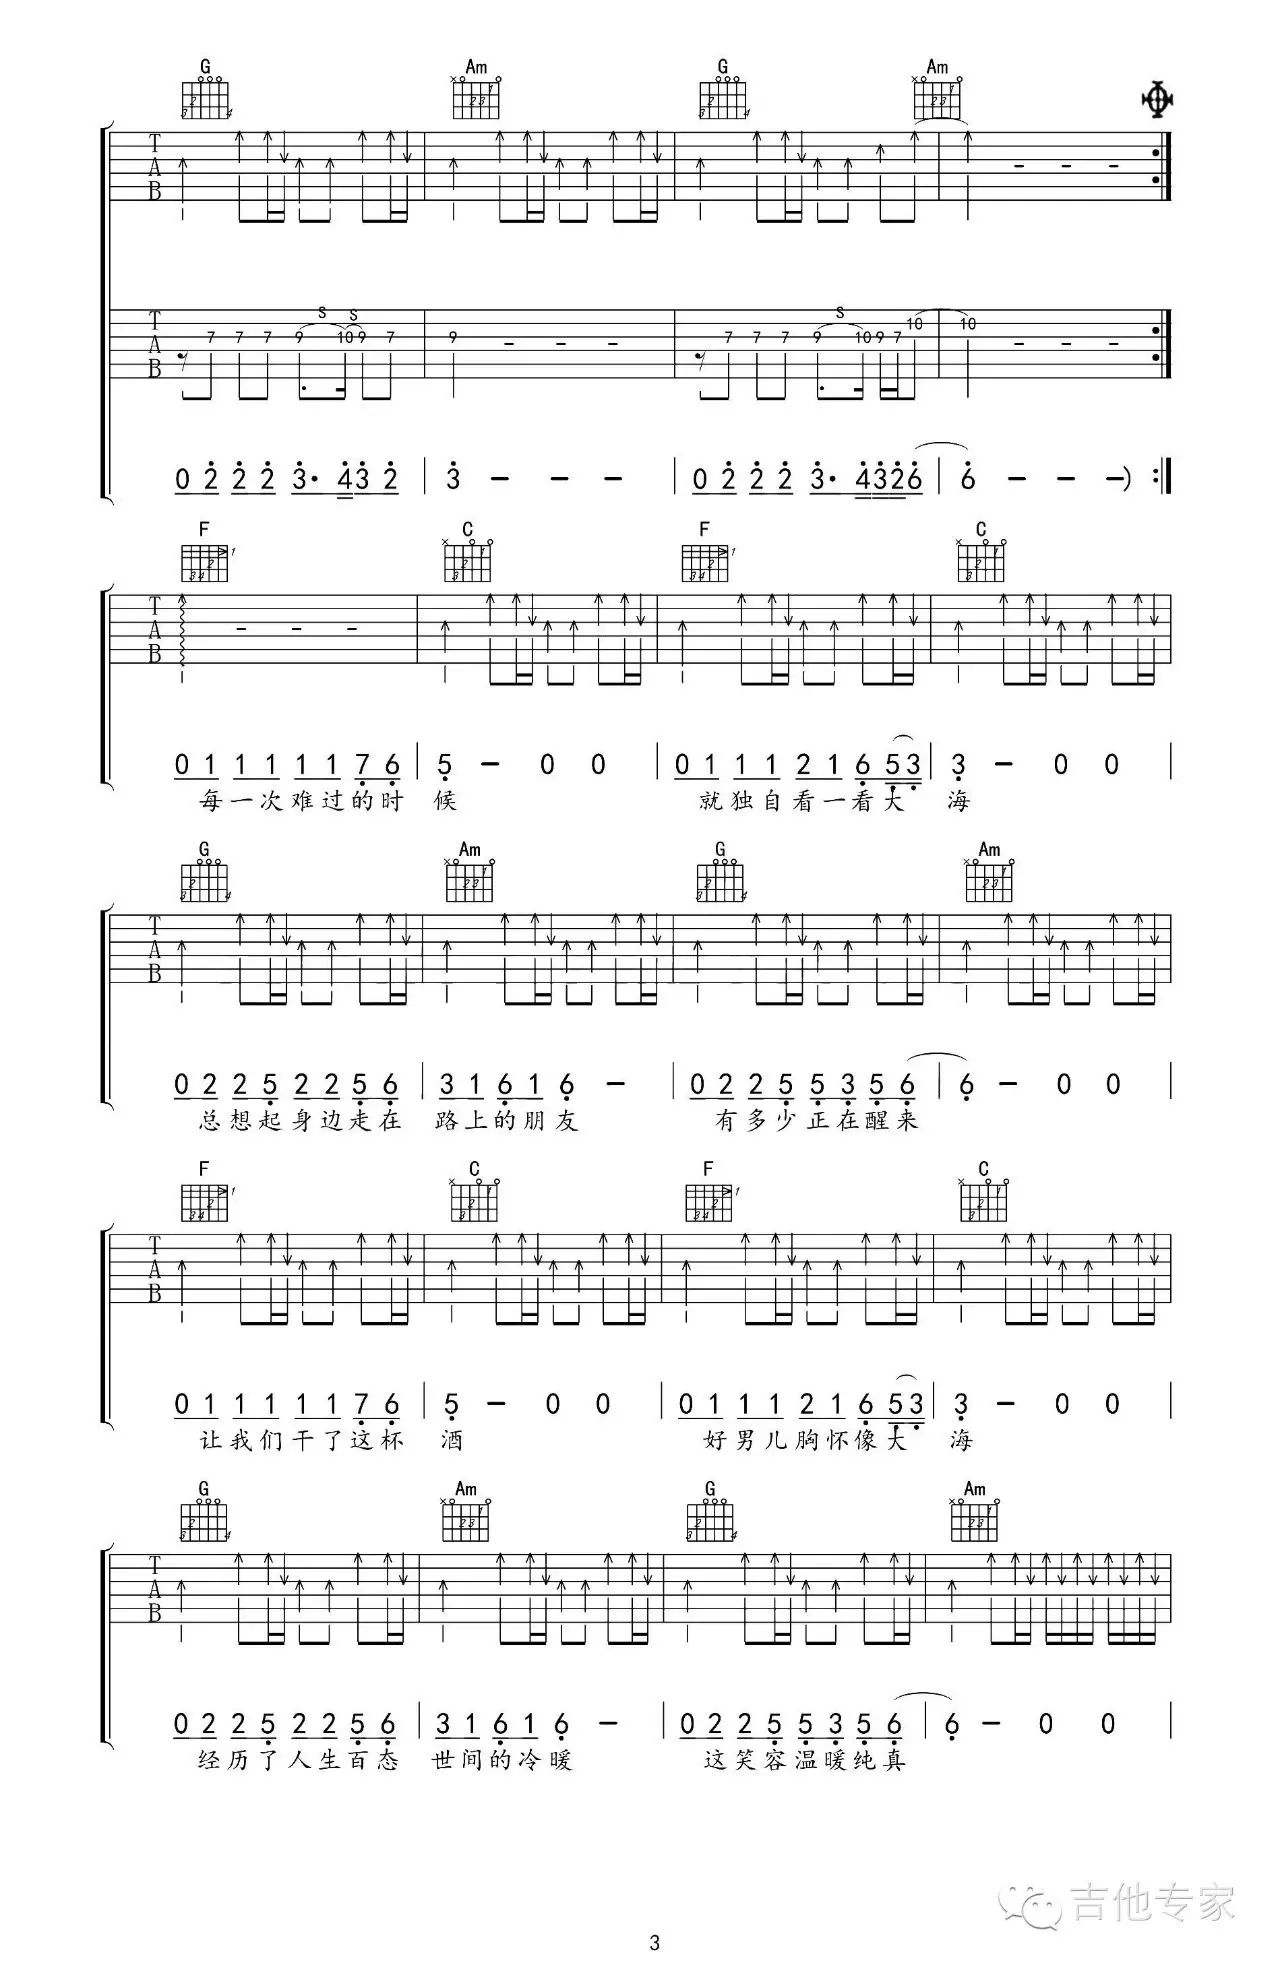 G Am G Am
T A B
T A B
S S S
7 7 7 9 10 9 7 9 - - - 7 7 7 9 10 9 7 10 10 - - -
0 2 2 2 3· 4 3 2 | 3 - - - | 0 2 2 2 3· 4 3 2 6 | 6 - - -) :|
F C F C
T A B
0 1 1 1 1 1 7 6 | 5 - 0 0 | 0 1 1 1 2 1 6 5 3 | 3 - 0 0 |
每一次难过的时 候 就独自看一看大 海
G Am G Am
T A B
0 2 2 5 2 2 5 6 | 3 1 6 1 6 - | 0 2 2 5 5 3 5 6 | 6 - 0 0 |
总想起身边走在 路上的朋友 有多少正在醒来
F C F C
T A B
0 1 1 1 1 1 7 6 | 5 - 0 0 | 0 1 1 1 2 1 6 5 3 | 3 - 0 0 |
让我们干了这杯 酒 好男儿胸怀像大 海
G Am G Am
T A B
0 2 2 5 2 2 5 6 | 3 1 6 1 6 - | 0 2 2 5 5 3 5 6 | 6 - 0 0 |
经历了人生百态 世间的冷暖 这笑容温暖纯真
吉他专家
3